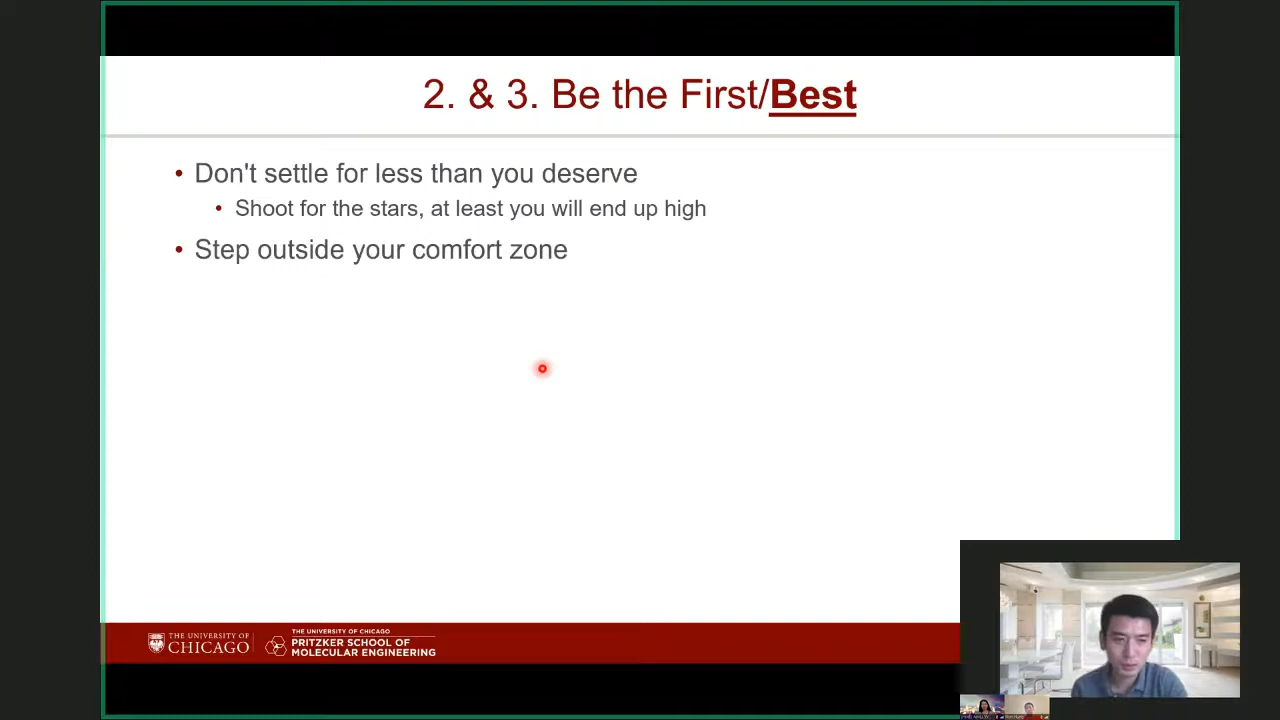 2. & 3. Be the First/Best
• Don't settle for less than you deserve
• Shoot for the stars, at least you will end up high
• Step outside your comfort zone
THE UNIVERSITY OF
CHICAGO
THE UNIVERSITY OF CHICAGO
PRITZKER SCHOOL OF
MOLECULAR ENGINEERING